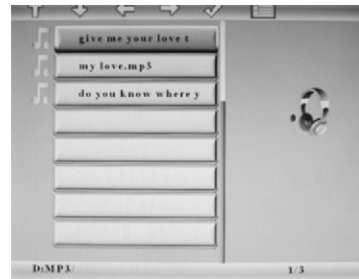 give me your love t
my love.mp3
do you know where y
D:MP3/
1/3